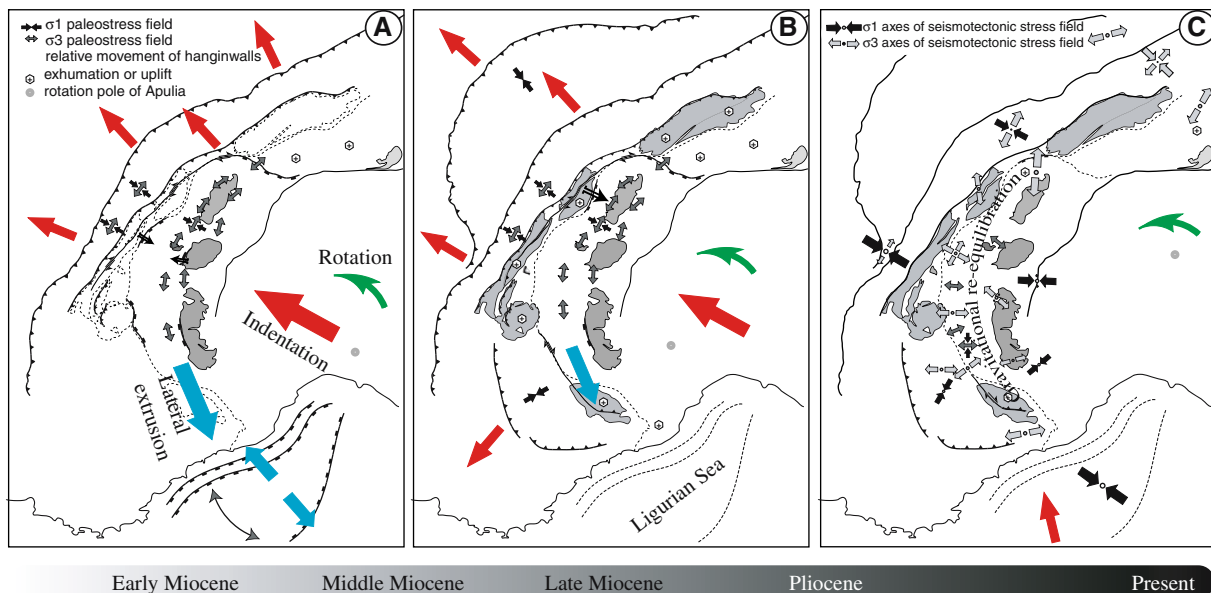 A
σ1 paleostress field
σ3 paleostress field
relative movement of hanginwalls
exhumation or uplift
rotation pole of Apulia
Rotation
Indentation
Lateral
extrusion
B
Ligurian Sea
C
σ1 axes of seismotectonic stress field
σ3 axes of seismotectonic stress field
Gravitational re-equilibration
Early Miocene
Middle Miocene
Late Miocene
Pliocene
Present